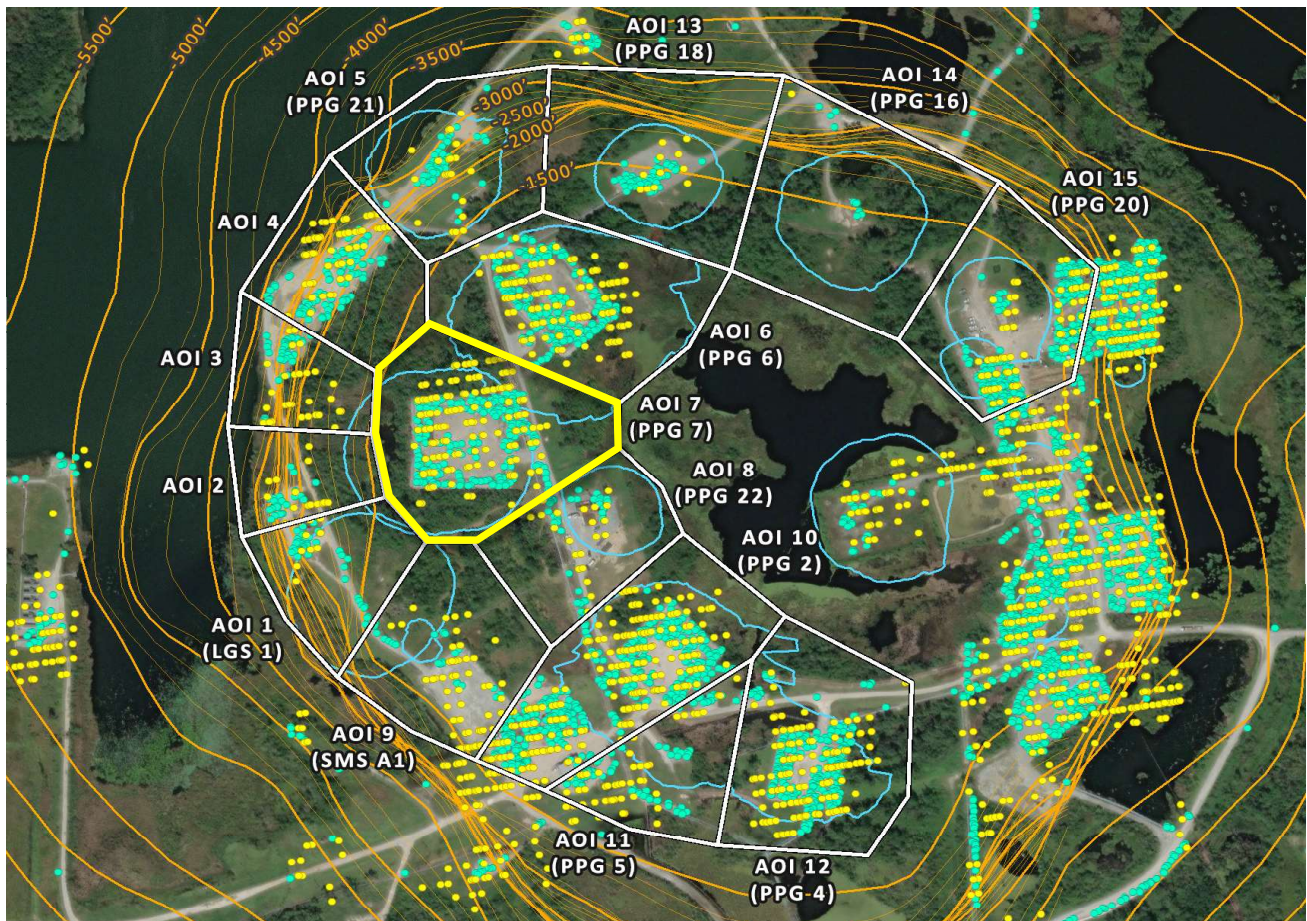 -5500'
-5000'
-4500'
-4000'
-3500'
-3000'
-2500'
-2000'
-1500'
AOI 13
(PPG 18)
AOI 14
(PPG 16)
AOI 5
(PPG 21)
AOI 15
(PPG 20)
AOI 4
AOI 3
AOI 6
(PPG 6)
AOI 7
(PPG 7)
AOI 8
(PPG 22)
AOI 2
AOI 10
(PPG 2)
AOI 1
(LGS 1)
AOI 9
(SMS A1)
AOI 11
(PPG 5)
AOI 12
(PPG 4)